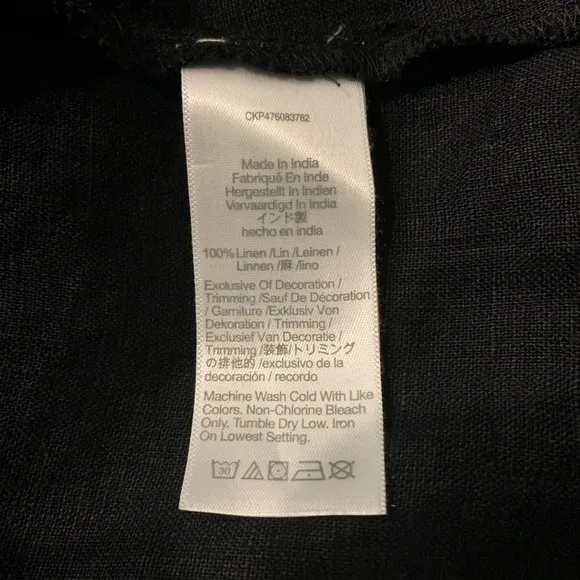 CKP476083762
Made In India
Fabriqué En Inde
Hergestellt In Indien
Vervaardigd In India
インド製
hecho en india
100% Linen /Lin /Leinen /
Linnen /麻 /lino
Exclusive Of Decoration /
Trimming /Sauf De Décoration
/ Garniture /Exklusiv Von
Dekoration / Trimming /
Exclusief Van Decoratie /
Trimming /装飾/トリミング
の排他的 /exclusivo de la
decoración / recordo
Machine Wash Cold With Like
Colors. Non-Chlorine Bleach
Only. Tumble Dry Low. Iron
On Lowest Setting.
30